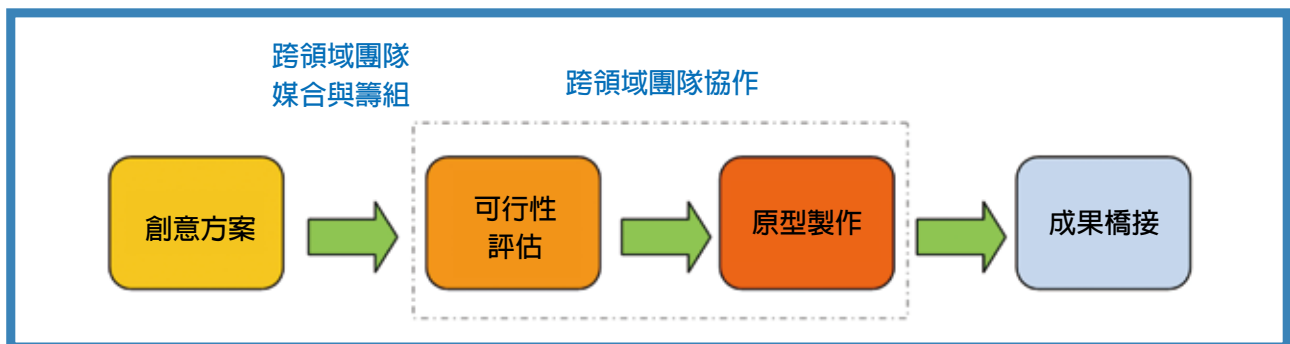 跨領域團隊
媒合與籌組
跨領域團隊協作
創意方案
可行性
評估
原型製作
成果橋接